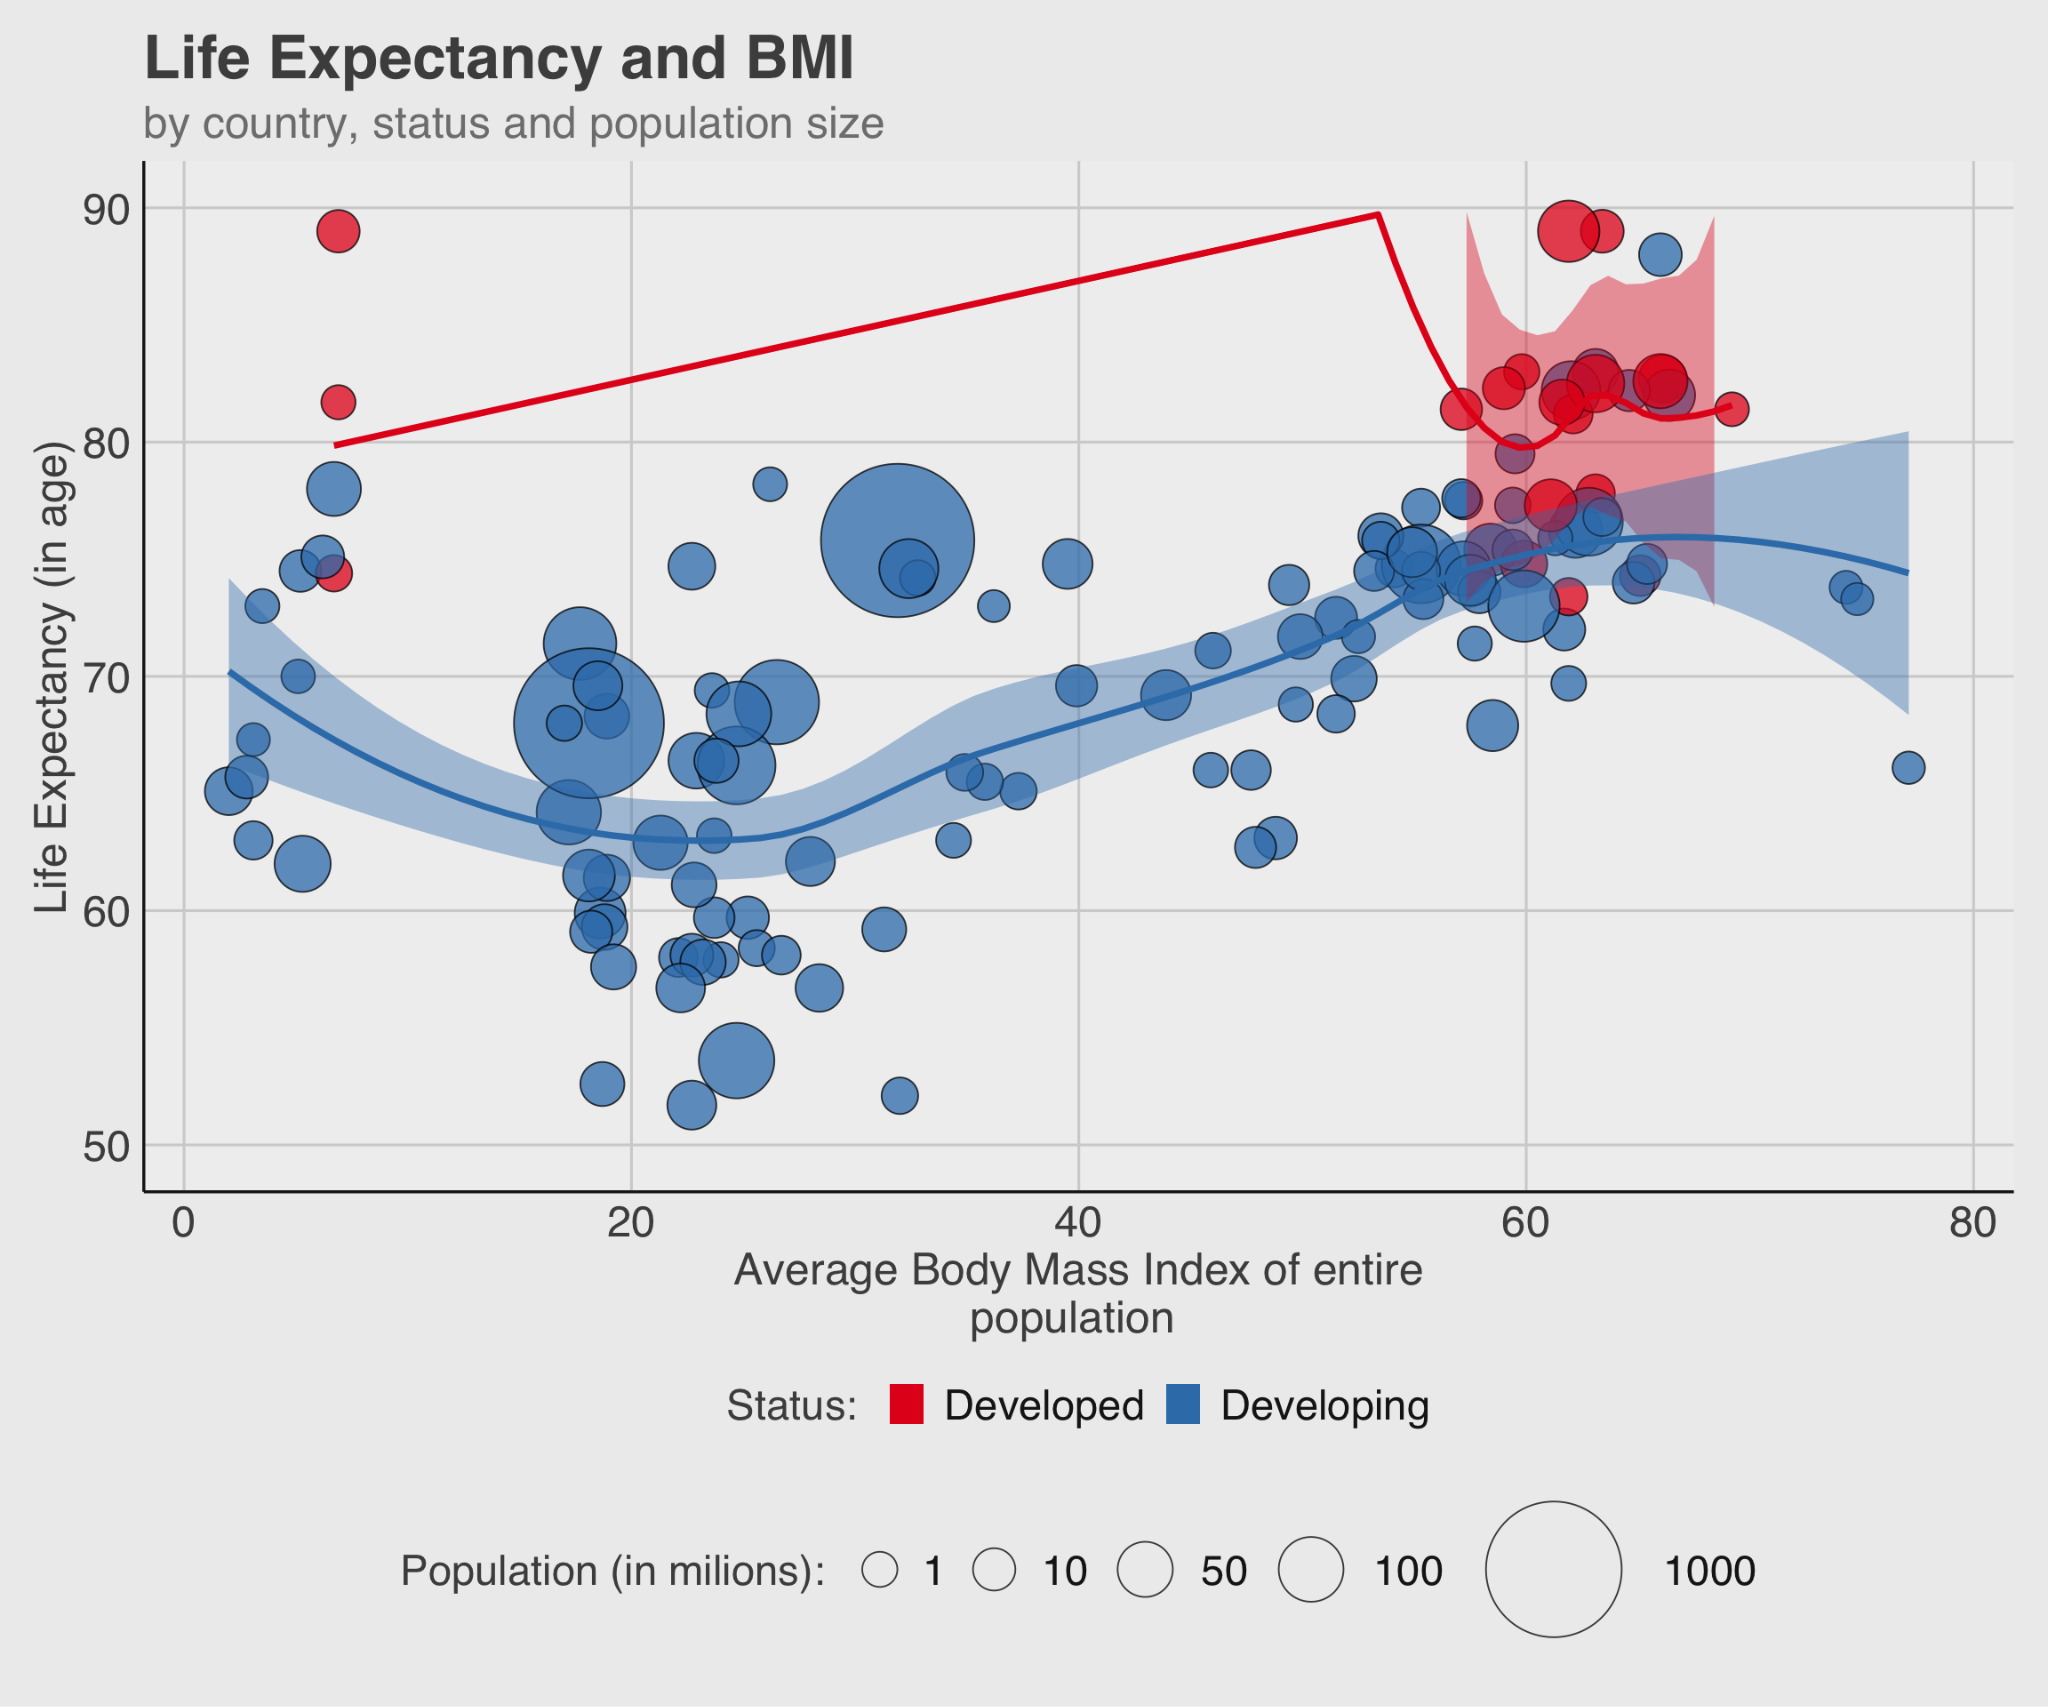 Life Expectancy and BMI
by country, status and population size
Life Expectancy (in age)
90
80
70
60
50
0 20 40 60 80
Average Body Mass Index of entire
population
Status: Developed Developing
Population (in milions): 1 10 50 100 1000